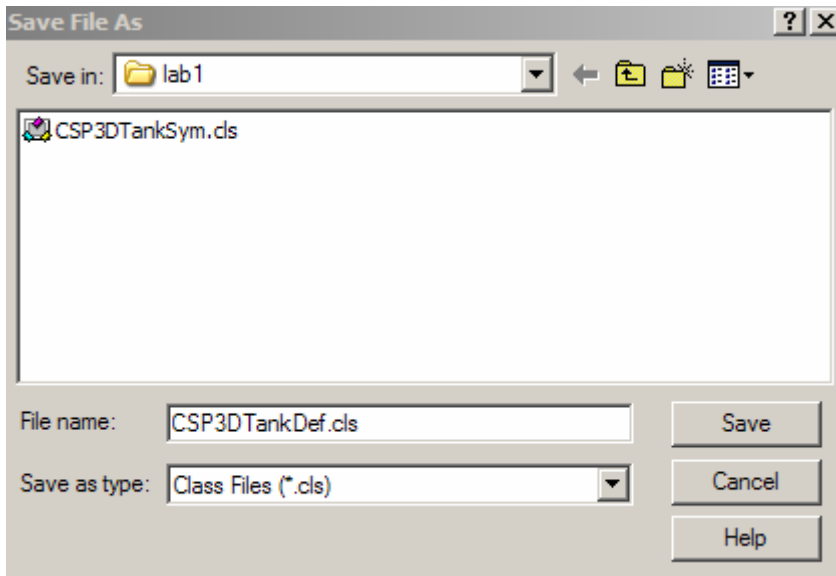 Save File As
Save in: lab1
CSP3DTankSym.cls
File name: CSP3DTankDef.cls Save
Save as type: Class Files (*.cls) Cancel
Help